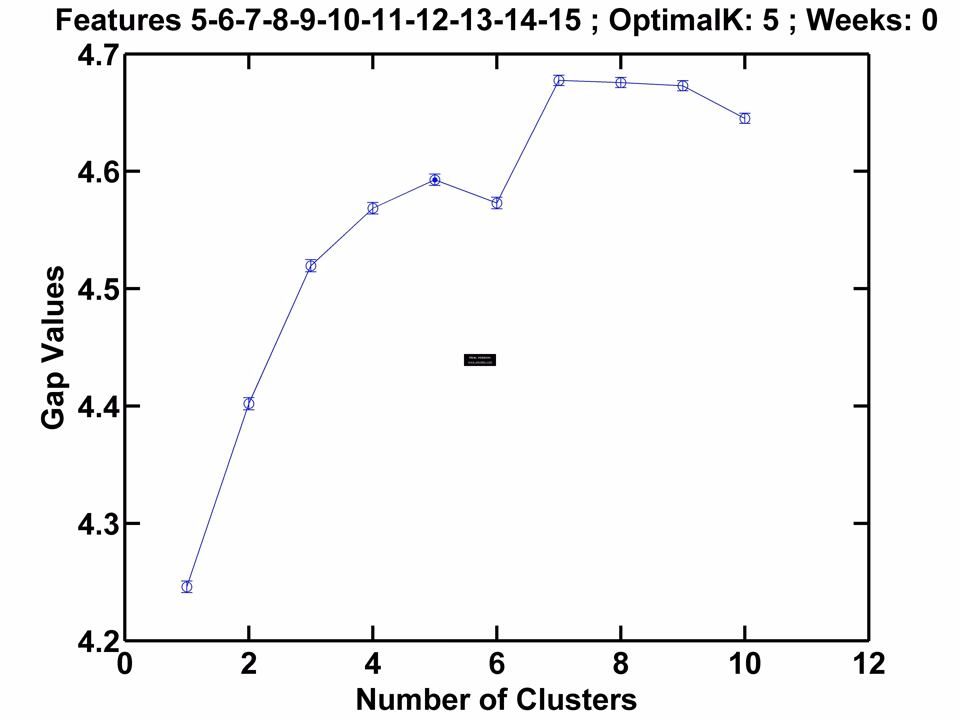 Features 5-6-7-8-9-10-11-12-13-14-15 ; OptimalK: 5 ; Weeks: 0
4.7
4.6
4.5
4.4
4.3
4.2
Gap Values
0 2 4 6 8 10 12
Number of Clusters